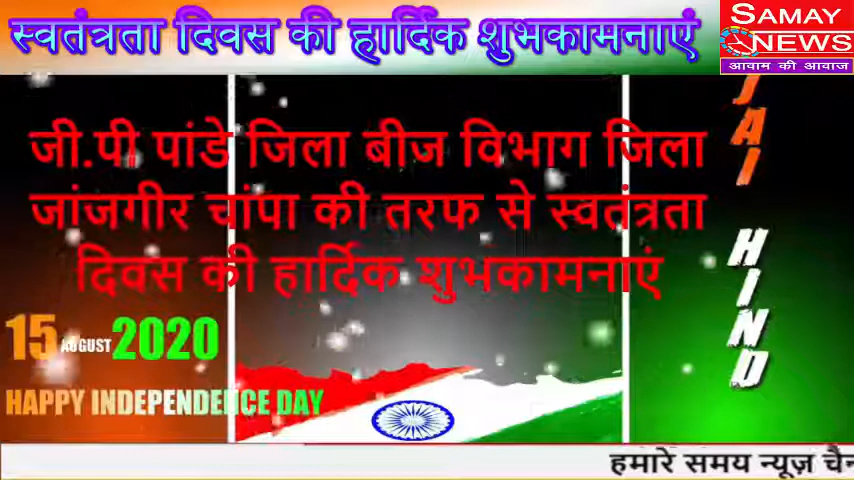 स्वतंत्रता दिवस की हार्दिक शुभकामनाएं
SAMAY
NEWS
आवाम की आवाज
जी.पी पांडे जिला बीज विभाग जिला
जांजगीर चांपा की तरफ से स्वतंत्रता
दिवस की हार्दिक शुभकामनाएं
JAI HIND
15 AUGUST 2020
HAPPY INDEPENDENCE DAY
हमारे समय न्यूज़